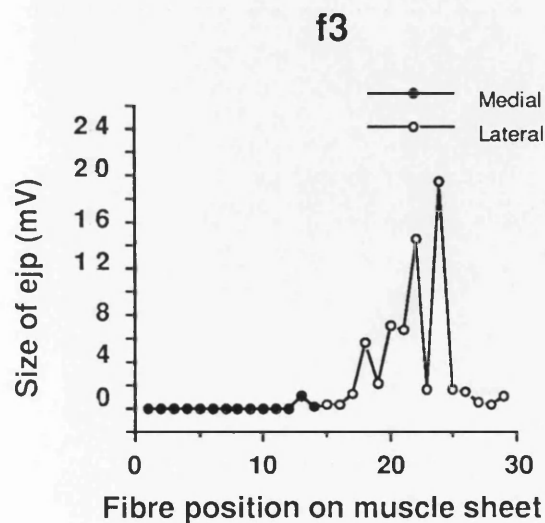 f3
Medial
Lateral
Size of ejp (mV)
24
20
16
12
8
4
0
0 10 20 30
Fibre position on muscle sheet